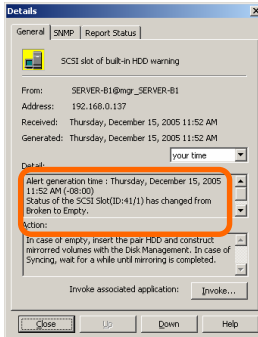 Details
General SNMP Report Status
SCSI slot of built-in HDD warning
From: SERVER-B1@mgr_SERVER-B1
Address: 192.168.0.137
Received: Thursday, December 15, 2005 11:52 AM
Generated: Thursday, December 15, 2005 11:52 AM
your time
Detail:
Alert generation time : Thursday, December 15, 2005
11:52 AM (-08:00)
Status of the SCSI Slot(ID:41/1) has changed from
Broken to Empty.
Action:
In case of empty, insert the pair HDD and construct
mirrored volumes with the Disk Management. In case of
Syncing, wait for a while until mirroring is completed.
Invoke associated application: Invoke...
Close Up Down Help